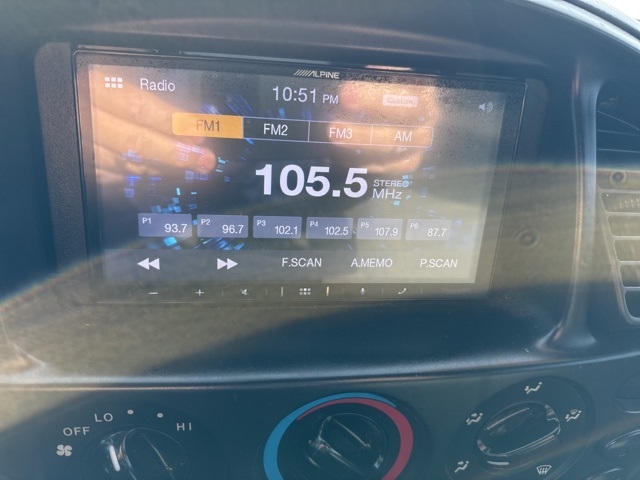 ALPINE
Radio
10:51 PM
FM1 FM2 FM3 AM
105.5 STEREO
MHz
P1 93.7 P2 96.7 P3 102.1 P4 102.5 P5 107.9 P6 87.7
F.SCAN A.MEMO P.SCAN
OFF LO HI